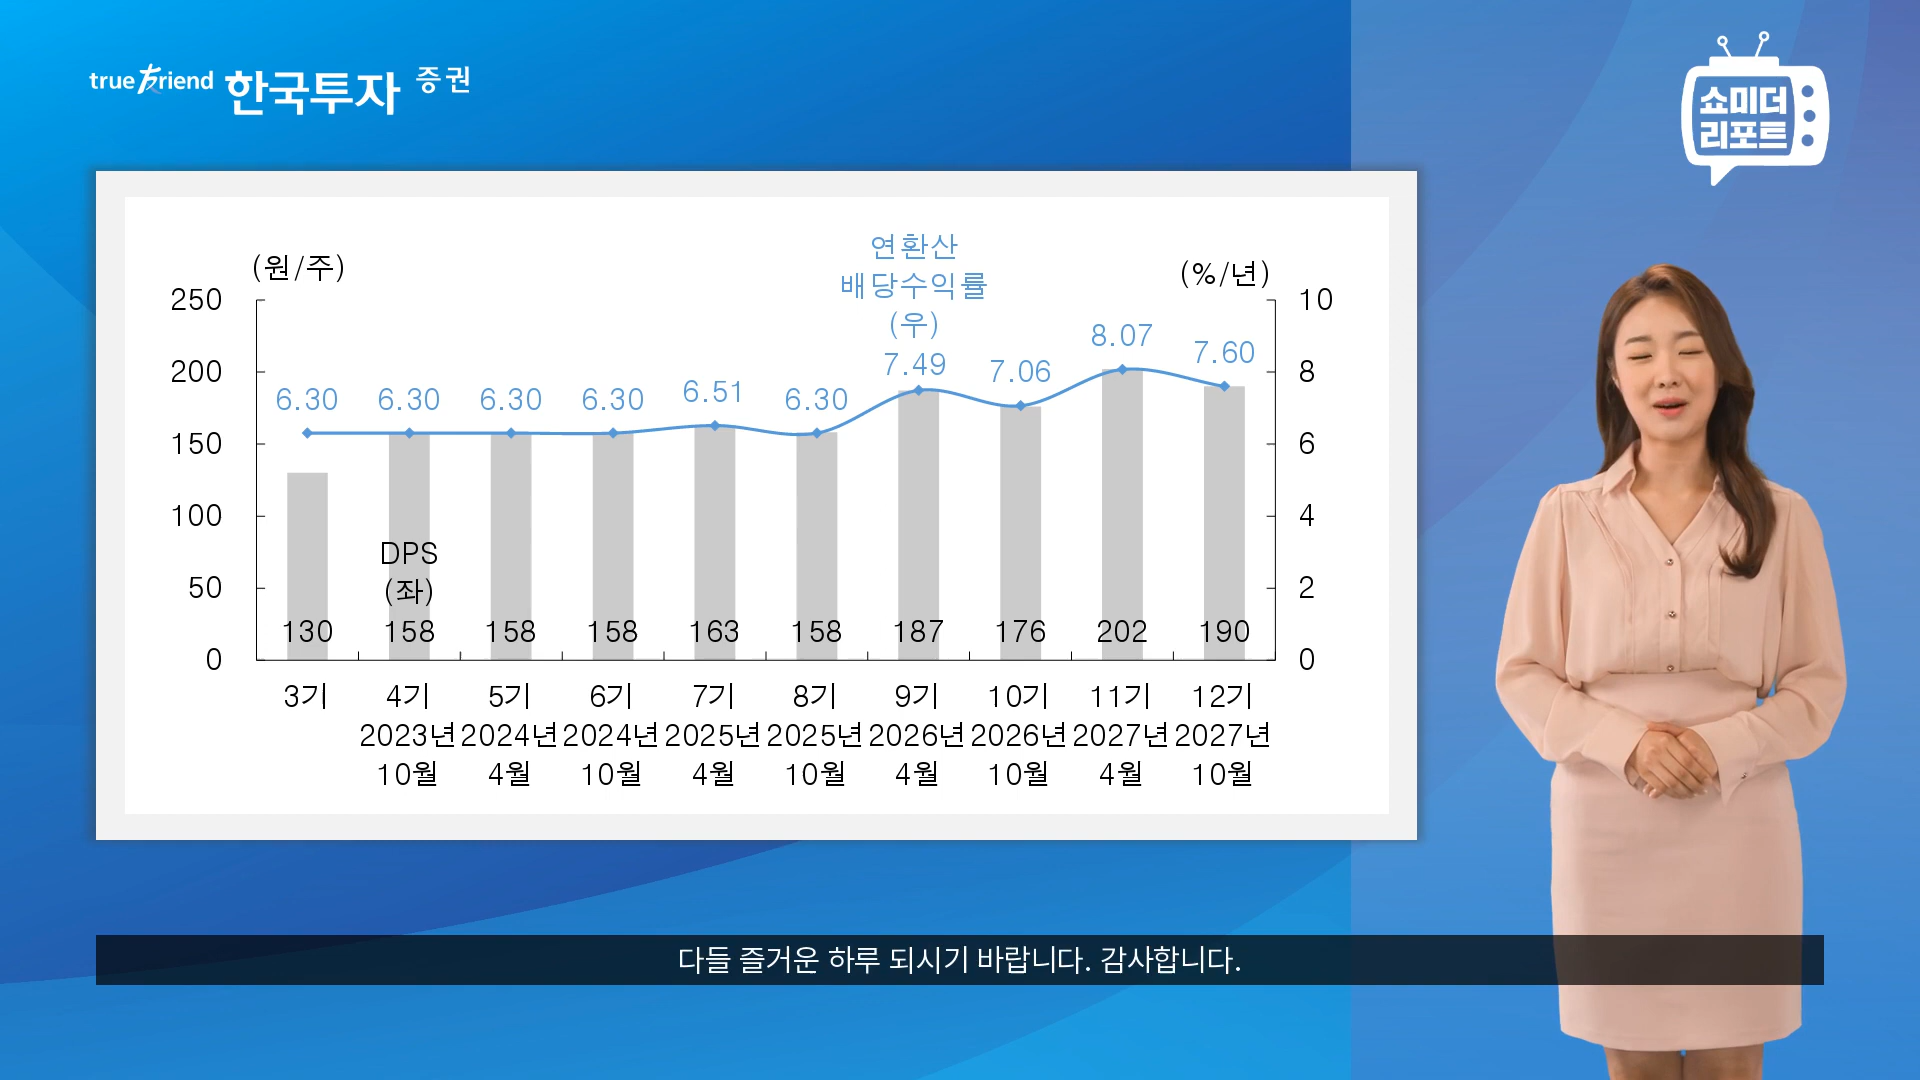 true friend 한국투자 증권
쇼미더
리포트
(원/주)
(%/년)
연환산
배당수익률
(우)
250
200
150
100
50
0
10
8
6
4
2
0
6.30 6.30 6.30 6.30 6.51 6.30 7.49 7.06 8.07 7.60
DPS
(좌)
130 158 158 158 163 158 187 176 202 190
3기 4기 5기 6기 7기 8기 9기 10기 11기 12기
2023년 2024년 2024년 2025년 2025년 2026년 2026년 2027년 2027년
10월 4월 10월 4월 10월 4월 10월 4월 10월
다들 즐거운 하루 되시기 바랍니다. 감사합니다.